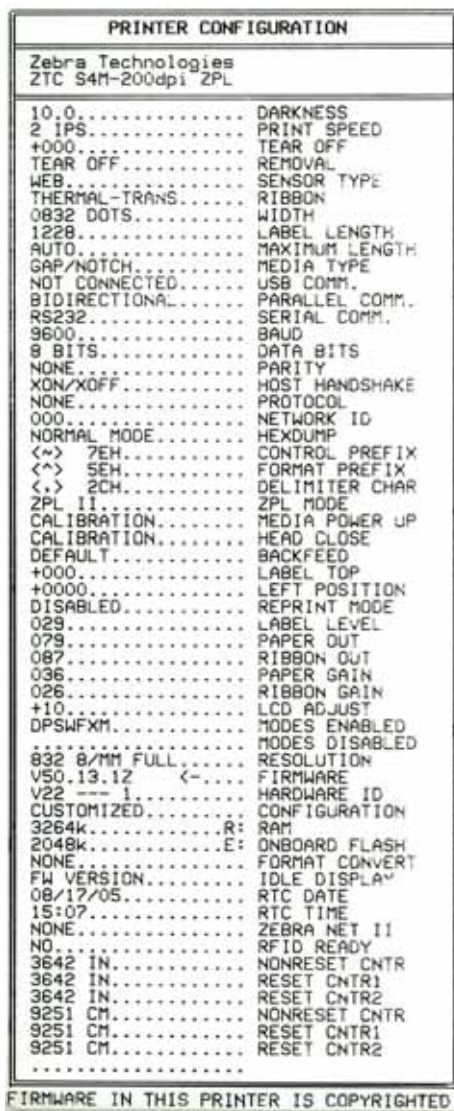 PRINTER CONFIGURATION
Zebra Technologies
ZTC S4M-200dpi ZPL
10.0............... DARKNESS
2 IPS.............. PRINT SPEED
+000............... TEAR OFF
TEAR OFF........... REMOVAL
WEB................ SENSOR TYPE
THERMAL-TRANS...... RIBBON
0832 DOTS.......... WIDTH
1228............... LABEL LENGTH
AUTO............... MAXIMUM LENGTH
GAP/NOTCH.......... MEDIA TYPE
NOT CONNECTED...... USB COMM.
BIDIRECTIONAL...... PARALLEL COMM.
RS232.............. SERIAL COMM.
9600............... BAUD
8 BITS............. DATA BITS
NONE............... PARITY
XON/XOFF........... HOST HANDSHAKE
NONE............... PROTOCOL
000................ NETWORK ID
NORMAL MODE........ HEXDUMP
<~> 7EH............ CONTROL PREFIX
<^> 5EH............ FORMAT PREFIX
<,> 2CH............ DELIMITER CHAR
ZPL II............. ZPL MODE
CALIBRATION........ MEDIA POWER UP
CALIBRATION........ HEAD CLOSE
DEFAULT............ BACKFEED
+000............... LABEL TOP
+0000.............. LEFT POSITION
DISABLED........... REPRINT MODE
029................ LABEL LEVEL
079................ PAPER OUT
087................ RIBBON OUT
036................ PAPER GAIN
026................ RIBBON GAIN
+10................ LCD ADJUST
DPSWFXM............ MODES ENABLED
................... MODES DISABLED
832 8/MM FULL...... RESOLUTION
V50.13.1Z <-.... FIRMWARE
V22 --- 1.......... HARDWARE ID
CUSTOMIZED......... CONFIGURATION
3264k............R: RAM
2048k............E: ONBOARD FLASH
NONE............... FORMAT CONVERT
FW VERSION......... IDLE DISPLAY
08/17/05........... RTC DATE
15:07.............. RTC TIME
NONE............... ZEBRA NET II
NO................. RFID READY
3642 IN............ NONRESET CNTR
3642 IN............ RESET CNTR1
3642 IN............ RESET CNTR2
9251 CM............ NONRESET CNTR
9251 CM............ RESET CNTR1
9251 CM............ RESET CNTR2
...................
FIRMWARE IN THIS PRINTER IS COPYRIGHTED